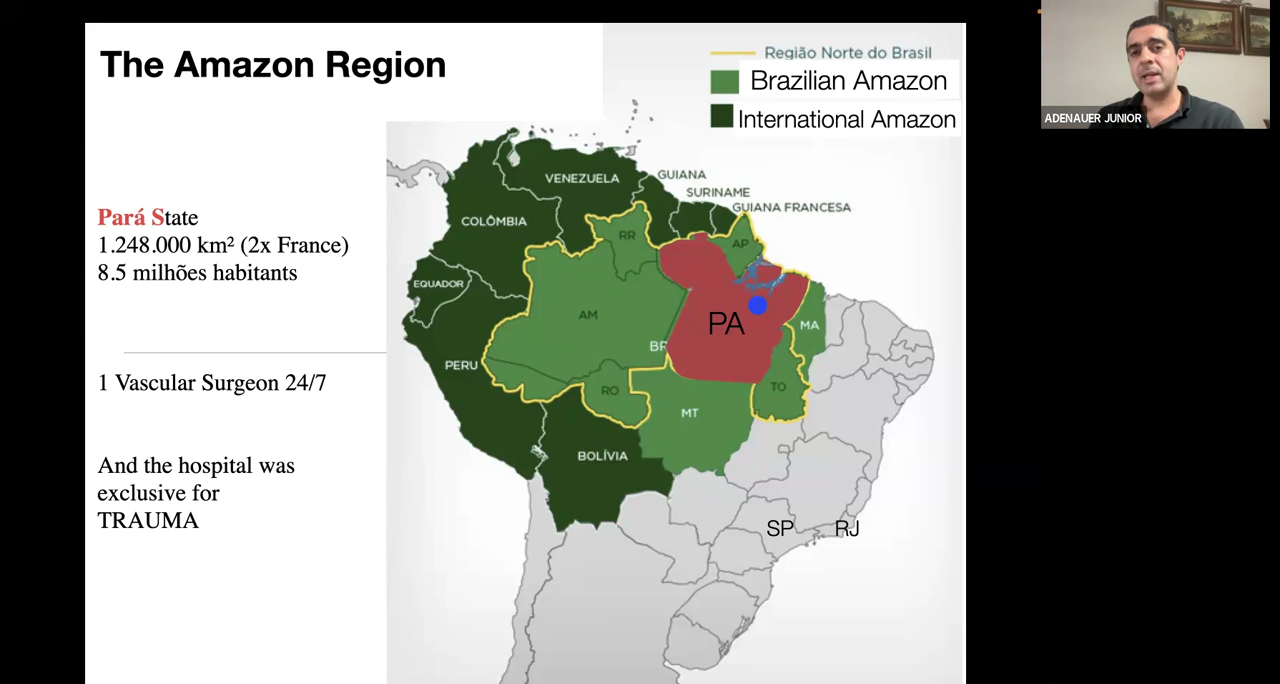 The Amazon Region
Região Norte do Brasil
Brazilian Amazon
International Amazon
ADENAUER JUNIOR
Pará State
1.248.000 km² (2x France)
8.5 milhões habitants
1 Vascular Surgeon 24/7
And the hospital was
exclusive for
TRAUMA
VENEZUELA
GUIANA
SURINAME
GUIANA FRANCESA
COLÔMBIA
RR
AP
EQUADOR
AM
PA
MA
BR
PERU
RO
TO
MT
BOLÍVIA
SP
RJ